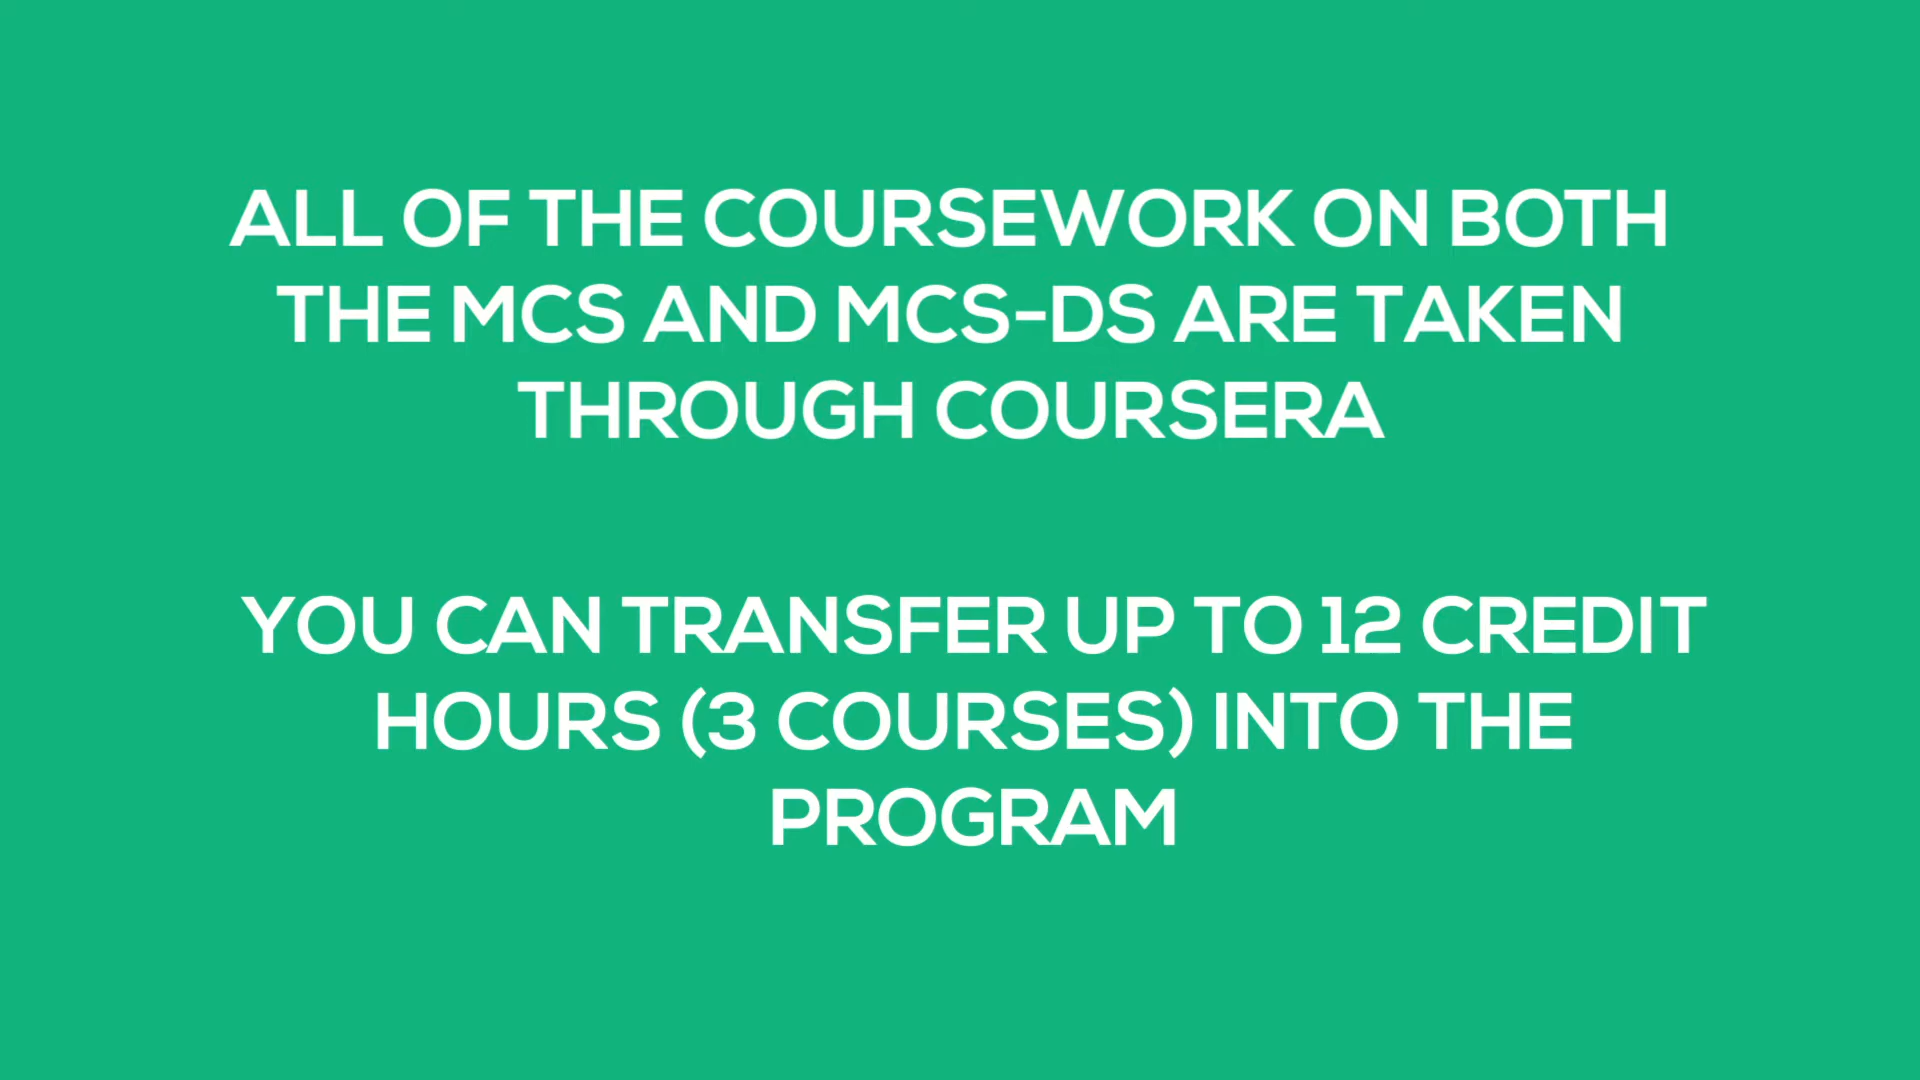 ALL OF THE COURSEWORK ON BOTH
THE MCS AND MCS-DS ARE TAKEN
THROUGH COURSERA
YOU CAN TRANSFER UP TO 12 CREDIT
HOURS (3 COURSES) INTO THE
PROGRAM